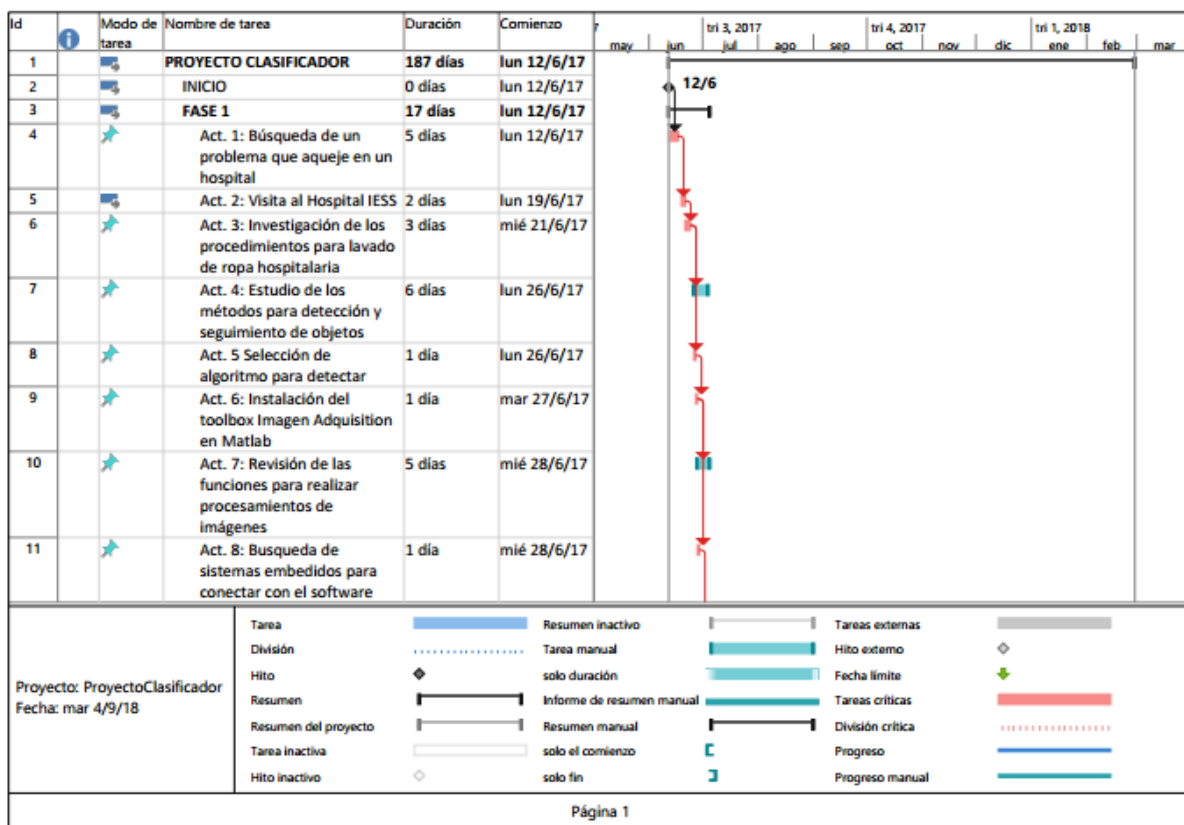 Id
Modo de tarea
Nombre de tarea
Duración
Comienzo
tri 3, 2017
tri 4, 2017
tri 1, 2018
may jun jul ago sep oct nov dic ene feb mar
1 PROYECTO CLASIFICADOR 187 días lun 12/6/17
2 INICIO 0 días lun 12/6/17
12/6
3 FASE 1 17 días lun 12/6/17
4 Act. 1: Búsqueda de un 5 días lun 12/6/17
problema que aqueje en un
hospital
5 Act. 2: Visita al Hospital IESS 2 días lun 19/6/17
6 Act. 3: Investigación de los 3 días mié 21/6/17
procedimientos para lavado
de ropa hospitalaria
7 Act. 4: Estudio de los 6 días lun 26/6/17
métodos para detección y
seguimiento de objetos
8 Act. 5 Selección de 1 día lun 26/6/17
algoritmo para detectar
9 Act. 6: Instalación del 1 día mar 27/6/17
toolbox Imagen Adquisition
en Matlab
10 Act. 7: Revisión de las 5 días mié 28/6/17
funciones para realizar
procesamientos de
imágenes
11 Act. 8: Busqueda de 1 día mié 28/6/17
sistemas embedidos para
conectar con el software
Proyecto: ProyectoClasificador
Fecha: mar 4/9/18
Tarea Resumen inactivo Tareas externas
División Tarea manual Hito externo
Hito solo duración Fecha límite
Resumen Informe de resumen manual Tareas críticas
Resumen del proyecto Resumen manual División crítica
Tarea inactiva solo el comienzo Progreso
Hito inactivo solo fin Progreso manual
Página 1